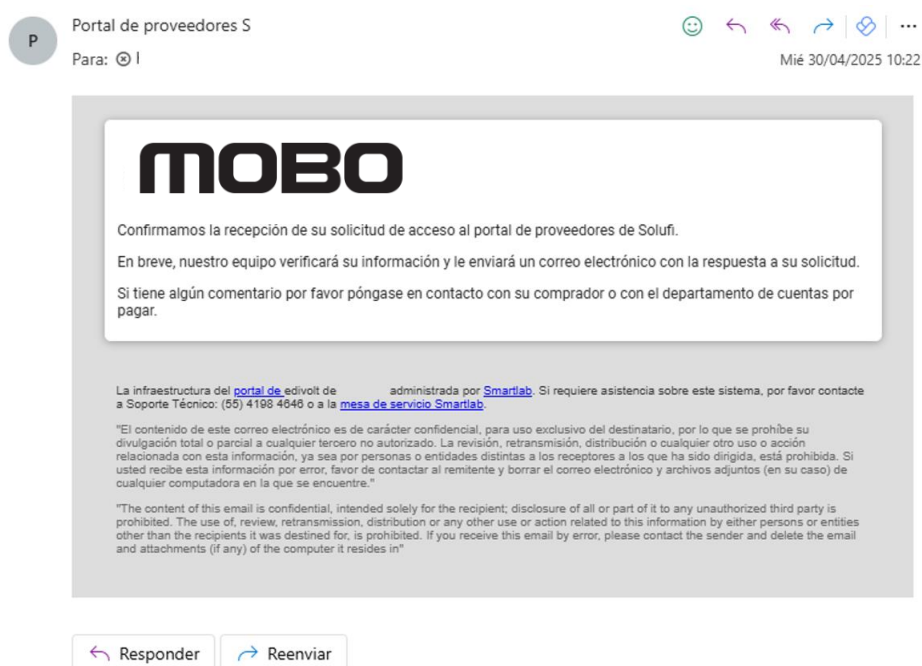 P
Portal de proveedores S
Para:
Mié 30/04/2025 10:22
MOBO
Confirmamos la recepción de su solicitud de acceso al portal de proveedores de Solufi.
En breve, nuestro equipo verificará su información y le enviará un correo electrónico con la respuesta a su solicitud.
Si tiene algún comentario por favor póngase en contacto con su comprador o con el departamento de cuentas por
pagar.
La infraestructura del portal de edivolt de administrada por Smartlab. Si requiere asistencia sobre este sistema, por favor contacte
a Soporte Técnico: (55) 4198 4646 o a la mesa de servicio Smartlab.
"El contenido de este correo electrónico es de carácter confidencial, para uso exclusivo del destinatario, por lo que se prohíbe su
divulgación total o parcial a cualquier tercero no autorizado. La revisión, retransmisión, distribución o cualquier otro uso o acción
relacionada con esta información, ya sea por personas o entidades distintas a los receptores a los que ha sido dirigida, está prohibida. Si
usted recibe esta información por error, favor de contactar al remitente y borrar el correo electrónico y archivos adjuntos (en su caso) de
cualquier computadora en la que se encuentre."
"The content of this email is confidential, intended solely for the recipient; disclosure of all or part of it to any unauthorized third party is
prohibited. The use of, review, retransmission, distribution or any other use or action related to this information by either persons or entities
other than the recipients it was destined for, is prohibited. If you receive this email by error, please contact the sender and delete the email
and attachments (if any) of the computer it resides in"
Responder
Reenviar